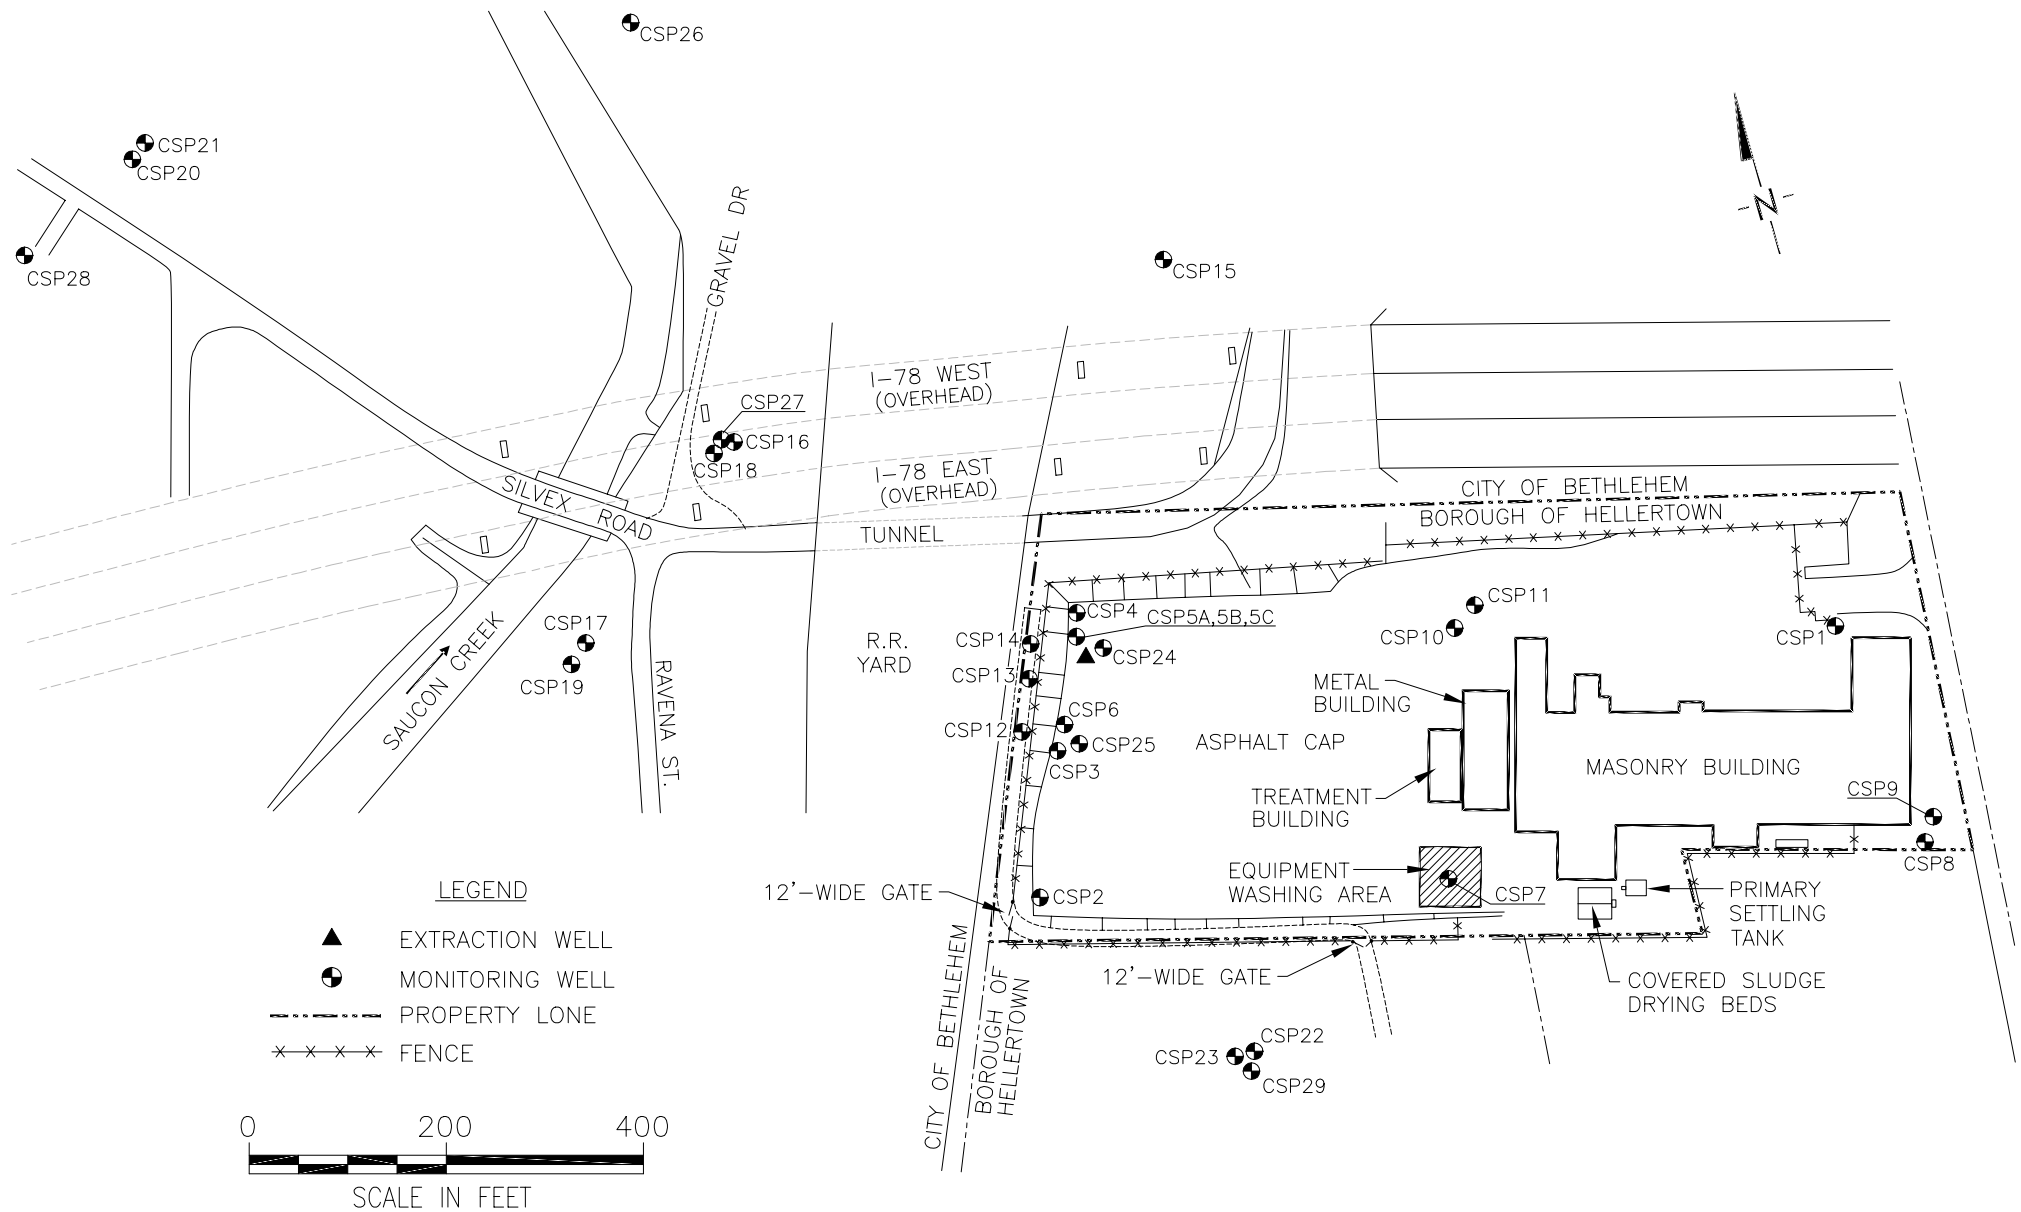 CSP26
CSP21
CSP20
CSP28
GRAVEL DR
N
CSP15
I-78 WEST
(OVERHEAD)
CSP27
CSP16
CSP18
I-78 EAST
(OVERHEAD)
SILVEX ROAD
TUNNEL
CITY OF BETHLEHEM
BOROUGH OF HELLERTOWN
CSP17
CSP19
SAUCON CREEK
RAVENA ST.
R.R.
YARD
CSP4
CSP5A,5B,5C
CSP14
CSP24
CSP13
CSP6
CSP12
CSP25
CSP3
CSP11
CSP10
CSP1
METAL
BUILDING
ASPHALT CAP
MASONRY BUILDING
TREATMENT
BUILDING
CSP9
CSP8
EQUIPMENT
WASHING AREA
CSP7
12'-WIDE GATE
CSP2
PRIMARY
SETTLING
TANK
COVERED SLUDGE
DRYING BEDS
12'-WIDE GATE
CITY OF BETHLEHEM
BOROUGH OF
HELLERTOWN
CSP22
CSP23
CSP29
LEGEND
EXTRACTION WELL
MONITORING WELL
PROPERTY LONE
FENCE
0 200 400
SCALE IN FEET